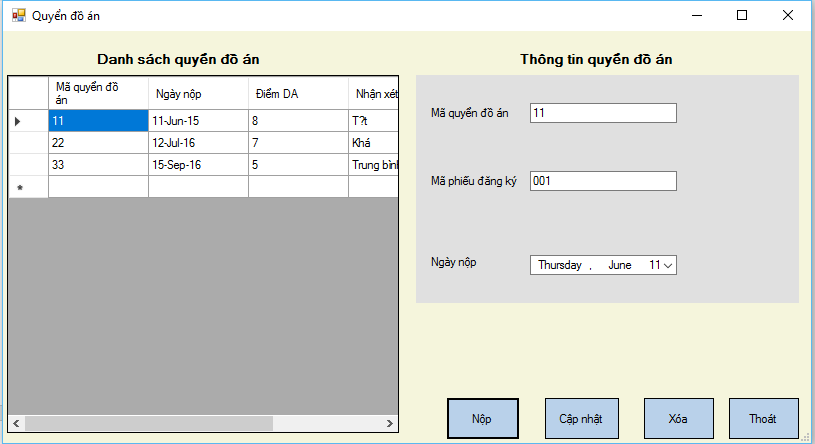 Quyển đồ án
Danh sách quyển đồ án
Mã quyển đồ
án
Ngày nộp
Điểm DA
Nhận xét
11
11-Jun-15
8
T?t
22
12-Jul-16
7
Khá
33
15-Sep-16
5
Trung bình
Thông tin quyển đồ án
Mã quyển đồ án
11
Mã phiếu đăng ký
001
Ngày nộp
Thursday , June 11
Nộp
Cập nhật
Xóa
Thoát